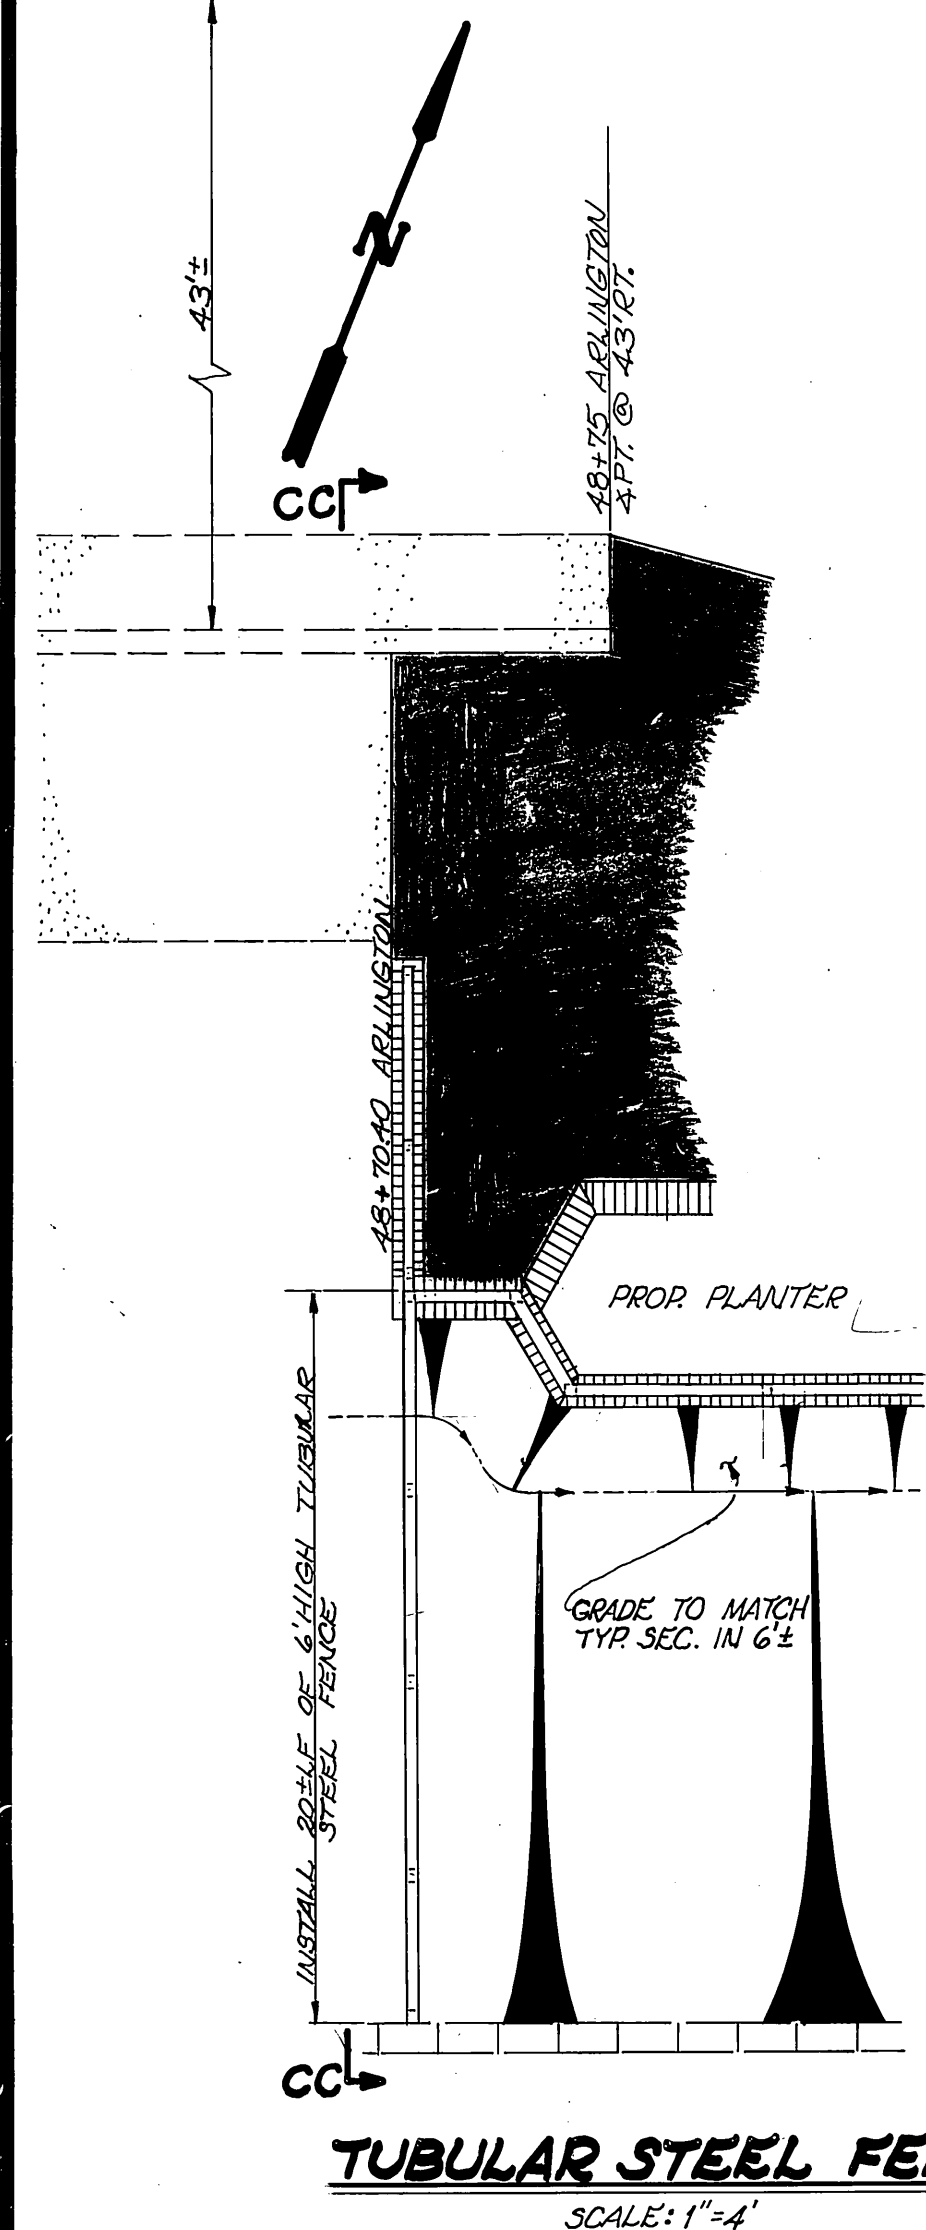 43'±
N
48+75 ARLINGTON
∡PT. @ 43'RT.
CC
48+70.40 ARLINGTON
PROP. PLANTER
INSTALL 20±LF OF 6'HIGH TUBULAR
STEEL FENCE
GRADE TO MATCH
TYP. SEC. IN 6'±
CC
TUBULAR STEEL FE
SCALE: 1"=4'